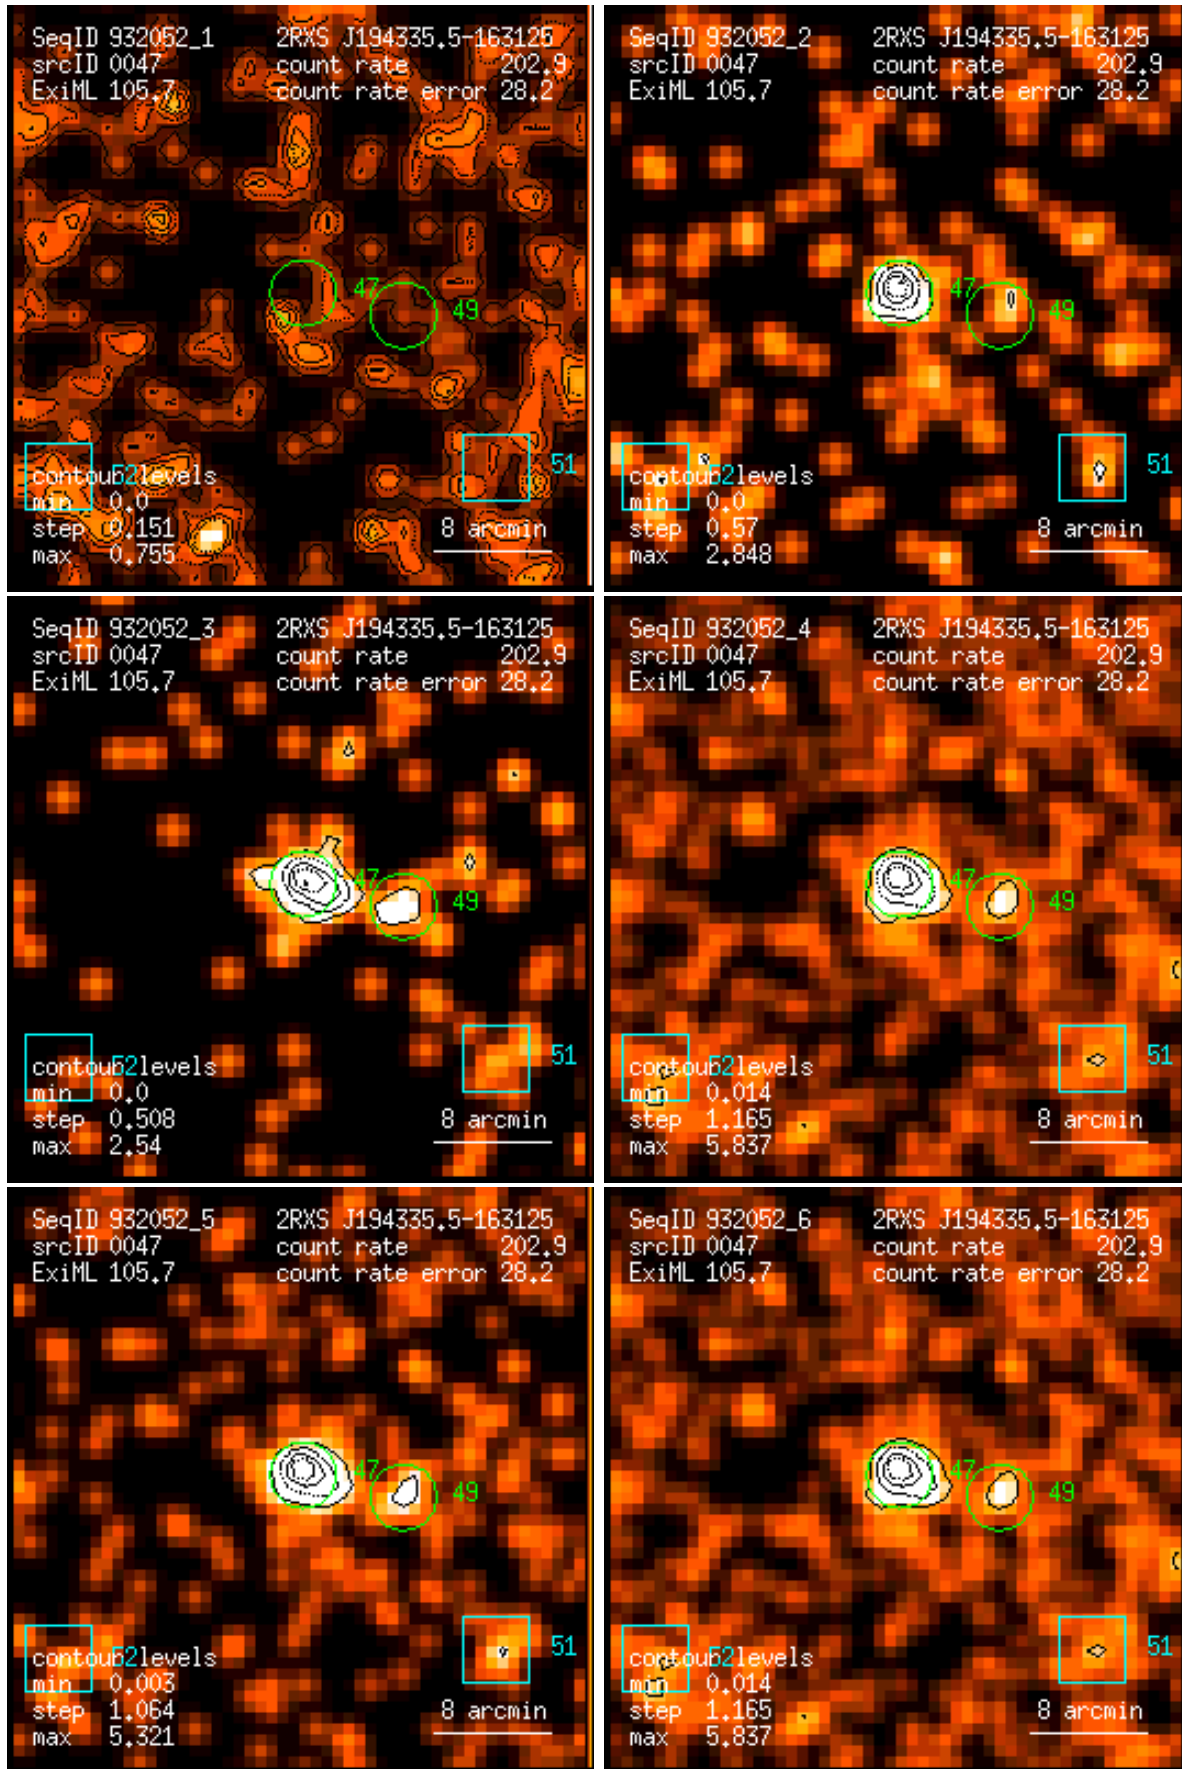 SeqID 932052_1 2RXS J194335.5-163125
srcID 0047 count rate 202.9
ExiML 105.7 count rate error 28.2
47
49
51
contour levels
52
min 0.0
step 0.151 8 arcmin
max 0.755
SeqID 932052_2 2RXS J194335.5-163125
srcID 0047 count rate 202.9
ExiML 105.7 count rate error 28.2
47
49
51
contour levels
52
min 0.0
step 0.57 8 arcmin
max 2.848
SeqID 932052_3 2RXS J194335.5-163125
srcID 0047 count rate 202.9
ExiML 105.7 count rate error 28.2
47
49
51
contour levels
52
min 0.0
step 0.508 8 arcmin
max 2.54
SeqID 932052_4 2RXS J194335.5-163125
srcID 0047 count rate 202.9
ExiML 105.7 count rate error 28.2
47
49
51
contour levels
52
min 0.014
step 1.165 8 arcmin
max 5.837
SeqID 932052_5 2RXS J194335.5-163125
srcID 0047 count rate 202.9
ExiML 105.7 count rate error 28.2
47
49
51
contour levels
52
min 0.003
step 1.064 8 arcmin
max 5.321
SeqID 932052_6 2RXS J194335.5-163125
srcID 0047 count rate 202.9
ExiML 105.7 count rate error 28.2
47
49
51
contour levels
52
min 0.014
step 1.165 8 arcmin
max 5.837